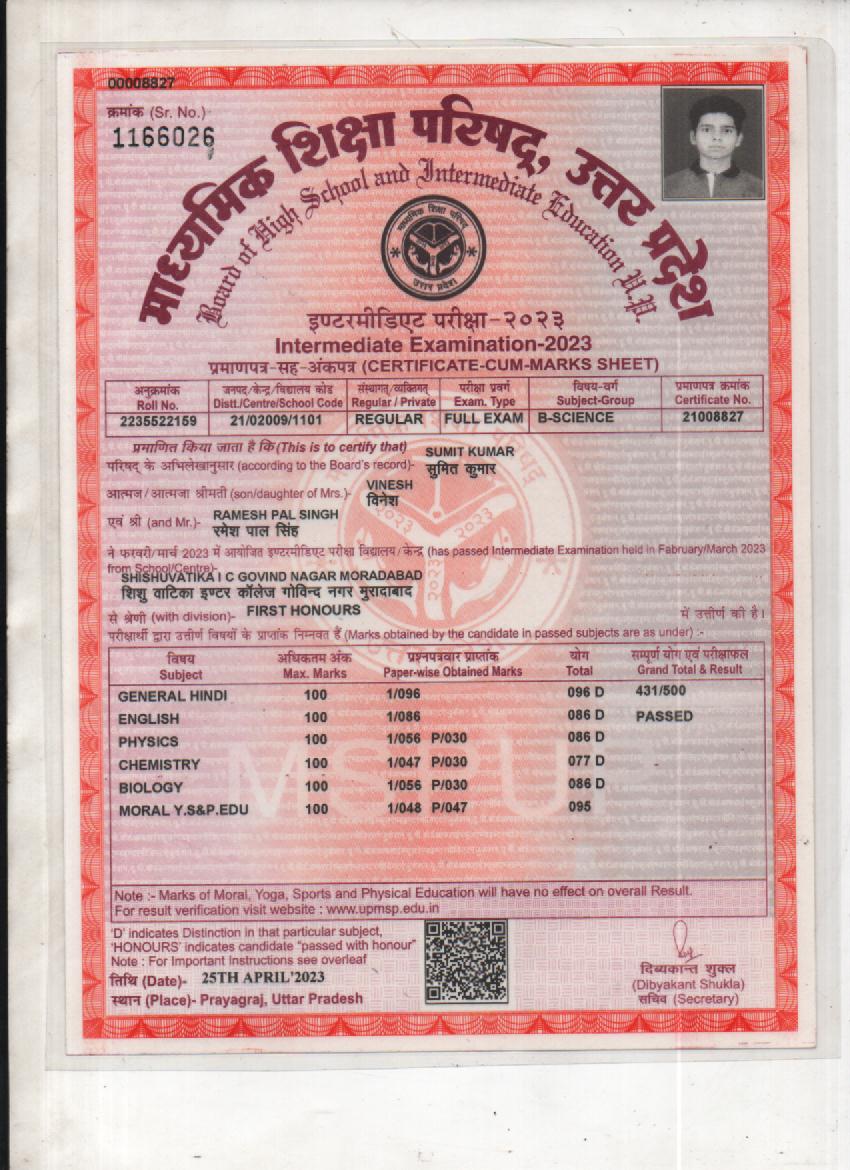 00008827
क्रमांक (Sr. No.)
1166026
माध्यमिक शिक्षा परिषद्, उत्तर प्रदेश
Board of High School and Intermediate Education U.P.
माध्यमिक शिक्षा परिषद
उत्तर प्रदेश
इण्टरमीडिएट परीक्षा-२०२३
Intermediate Examination-2023
प्रमाणपत्र-सह-अंकपत्र (CERTIFICATE-CUM-MARKS SHEET)
अनुक्रमांक जनपद/केन्द्र/विद्यालय कोड संस्थागत/व्यक्तिगत परीक्षा प्रवर्ग विषय-वर्ग प्रमाणपत्र क्रमांक
Roll No. Distt./Centre/School Code Regular / Private Exam. Type Subject-Group Certificate No.
2235522159 21/02009/1101 REGULAR FULL EXAM B-SCIENCE 21008827
प्रमाणित किया जाता है कि (This is to certify that) SUMIT KUMAR
परिषद् के अभिलेखानुसार (according to the Board's record)- सुमित कुमार
VINESH
आत्मज/आत्मजा श्रीमती (son/daughter of Mrs.)- विनेश
RAMESH PAL SINGH
एवं श्री (and Mr.)- रमेश पाल सिंह
ने फरवरी/मार्च 2023 में आयोजित इण्टरमीडिएट परीक्षा विद्यालय/केन्द्र (has passed Intermediate Examination held in Fabruary/March 2023
from School/Centre)-
SHISHUVATIKA I C GOVIND NAGAR MORADABAD
शिशु वाटिका इण्टर कॉलेज गोविन्द नगर मुरादाबाद
से श्रेणी (with division)- FIRST HONOURS में उत्तीर्ण की है।
परीक्षार्थी द्वारा उत्तीर्ण विषयों के प्राप्तांक निम्नवत हैं (Marks obtained by the candidate in passed subjects are as under) :-
विषय अधिकतम अंक प्रश्नपत्रवार प्राप्तांक योग सम्पूर्ण योग एवं परीक्षाफल
Subject Max. Marks Paper-wise Obtained Marks Total Grand Total & Result
GENERAL HINDI 100 1/096 096 D 431/500
ENGLISH 100 1/086 086 D PASSED
PHYSICS 100 1/056 P/030 086 D
CHEMISTRY 100 1/047 P/030 077 D
BIOLOGY 100 1/056 P/030 086 D
MORAL Y.S&P.EDU 100 1/048 P/047 095
MSPUP
Note :- Marks of Moral, Yoga, Sports and Physical Education will have no effect on overall Result.
For result verification visit website : www.upmsp.edu.in
'D' indicates Distinction in that particular subject,
'HONOURS' indicates candidate "passed with honour"
Note : For Important Instructions see overleaf
तिथि (Date)- 25TH APRIL'2023
स्थान (Place)- Prayagraj, Uttar Pradesh
दिब्यकान्त शुक्ल
(Dibyakant Shukla)
सचिव (Secretary)